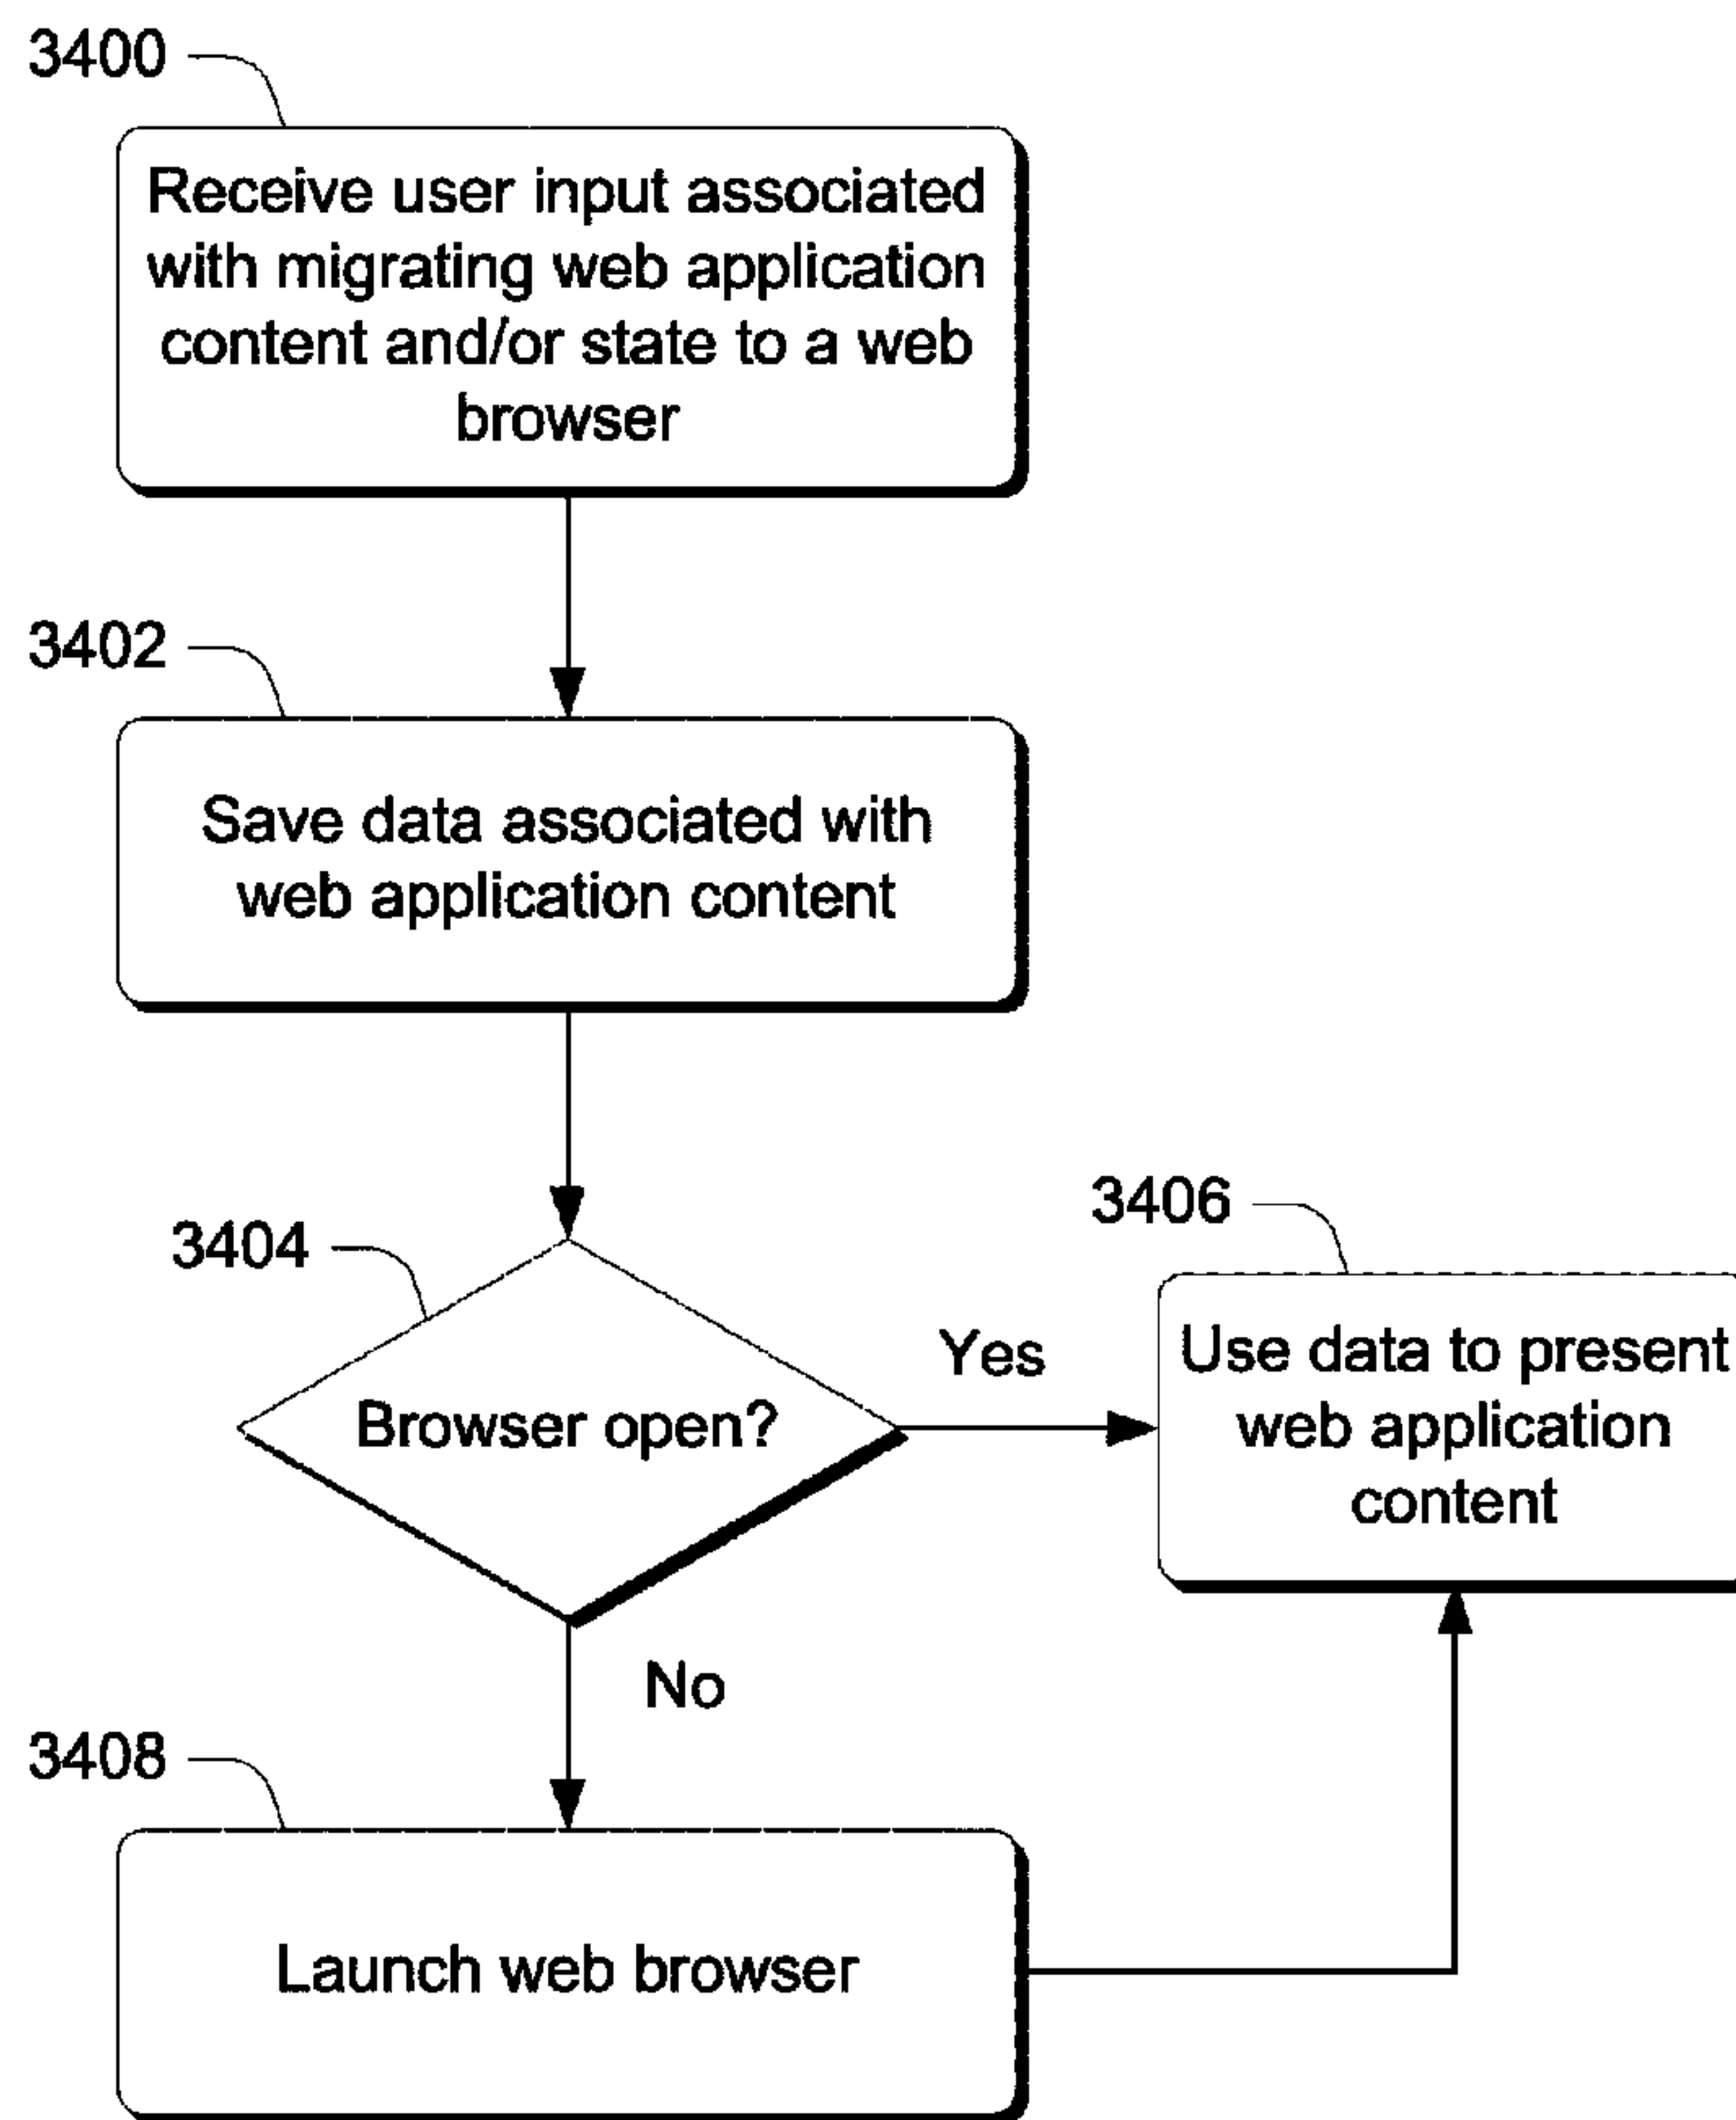 3400
Receive user input associated
with migrating web application
content and/or state to a web
browser
3402
Save data associated with
web application content
3404
Browser open?
Yes
3406
Use data to present
web application
content
No
3408
Launch web browser